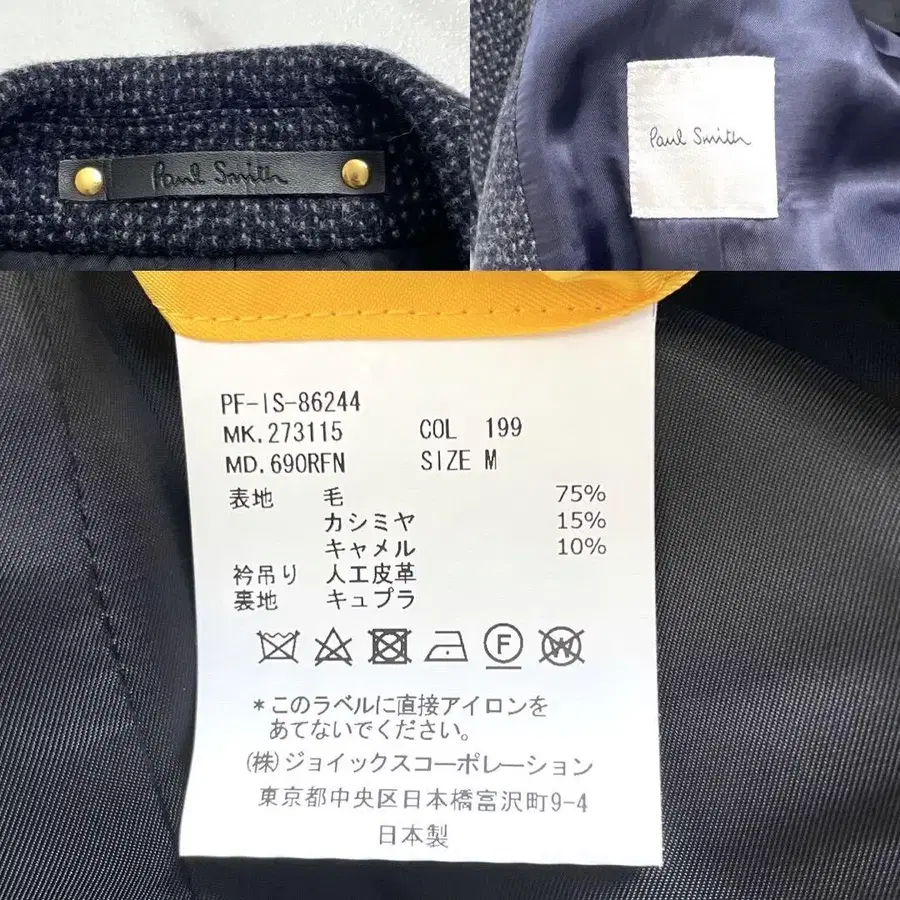 Paul Smith
Paul Smith
PF-IS-86244
MK.273115 COL 199
MD.690RFN SIZE M
表地 毛 75%
カシミヤ 15%
キャメル 10%
衿吊り 人工皮革
裏地 キュプラ
F W
*このラベルに直接アイロンを
あてないでください。
(株)ジョイックスコーポレーション
東京都中央区日本橋富沢町9-4
日本製